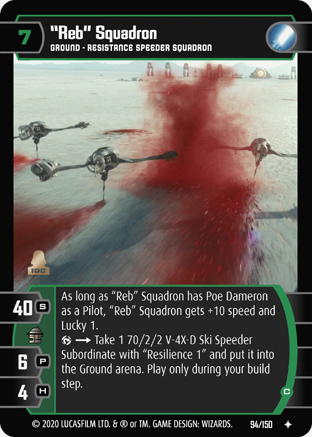 7
"Reb" Squadron
GROUND - RESISTANCE SPEEDER SQUADRON
IDC
40 S
6 P
4 H
As long as "Reb" Squadron has Poe Dameron
as a Pilot, "Reb" Squadron gets +10 speed and
Lucky 1.
→ Take 1 70/2/2 V-4X-D Ski Speeder
Subordinate with "Resilience 1" and put it into
the Ground arena. Play only during your build
step.
C
© 2020 LUCASFILM LTD. & ® or TM. GAME DESIGN: WIZARDS.
94/150